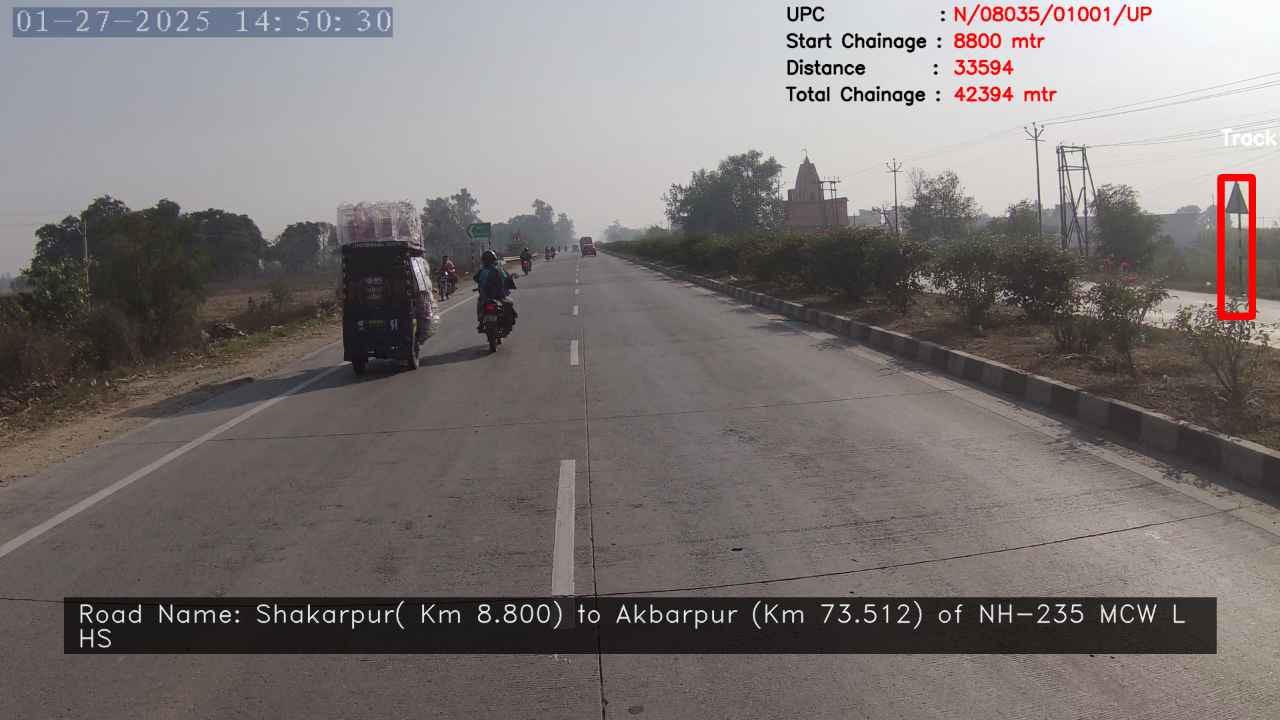 01-27-2025 14:50:30
UPC : N/08035/01001/UP
Start Chainage : 8800 mtr
Distance : 33594
Total Chainage : 42394 mtr
Track
Road Name: Shakarpur( Km 8.800) to Akbarpur (Km 73.512) of NH-235 MCW L
HS